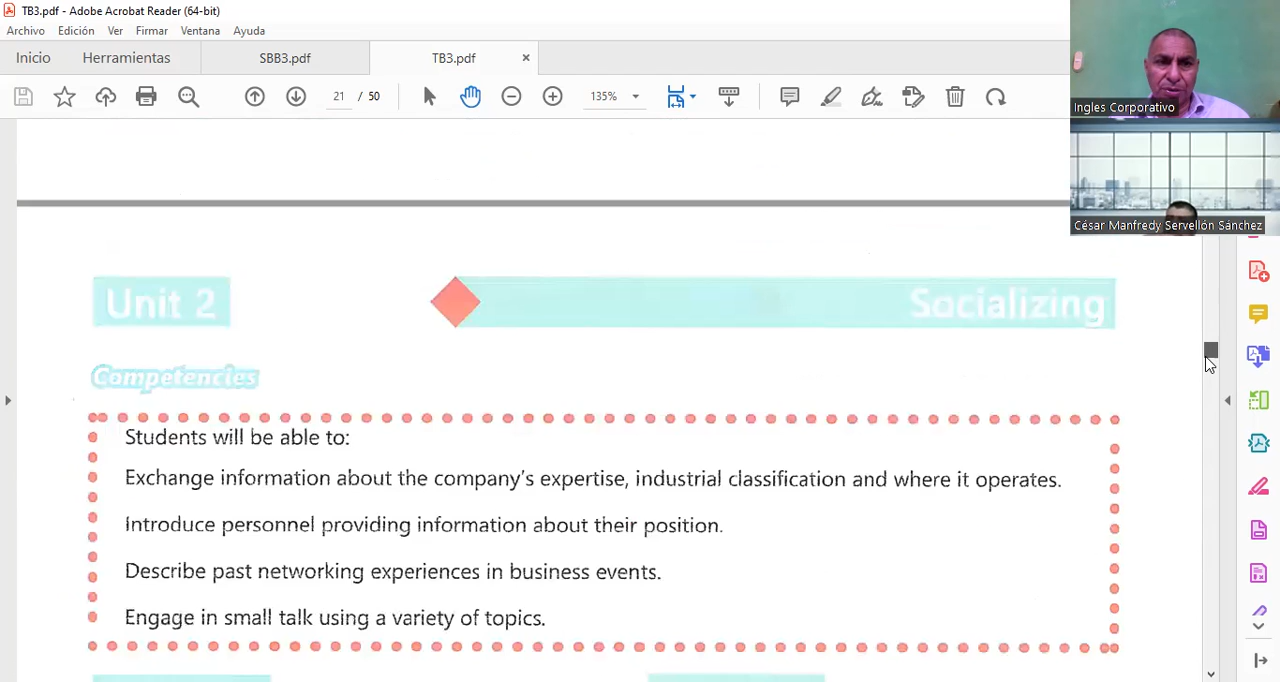 TB3.pdf - Adobe Acrobat Reader (64-bit)
Archivo Edición Ver Firmar Ventana Ayuda
Inicio Herramientas SBB3.pdf TB3.pdf ×
21 / 50 135%
Ingles Corporativo
César Manfredy Servellón Sánchez
Unit 2 Socializing
Competencies
Students will be able to:
Exchange information about the company's expertise, industrial classification and where it operates.
Introduce personnel providing information about their position.
Describe past networking experiences in business events.
Engage in small talk using a variety of topics.